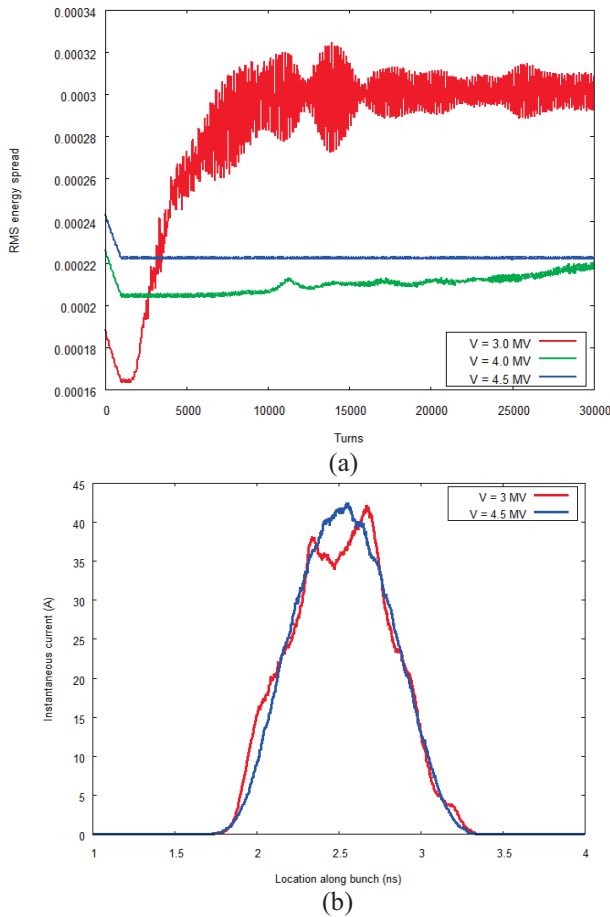 0.00034
0.00032
0.0003
0.00028
0.00026
0.00024
0.00022
0.0002
0.00018
0.00016
RMS energy spread
V = 3.0 MV
V = 4.0 MV
V = 4.5 MV
0 5000 10000 15000 20000 25000 30000
Turns
(a)
45
40
35
30
25
20
15
10
5
0
Instantaneous current (A)
V = 3 MV
V = 4.5 MV
1 1.5 2 2.5 3 3.5 4
Location along bunch (ns)
(b)